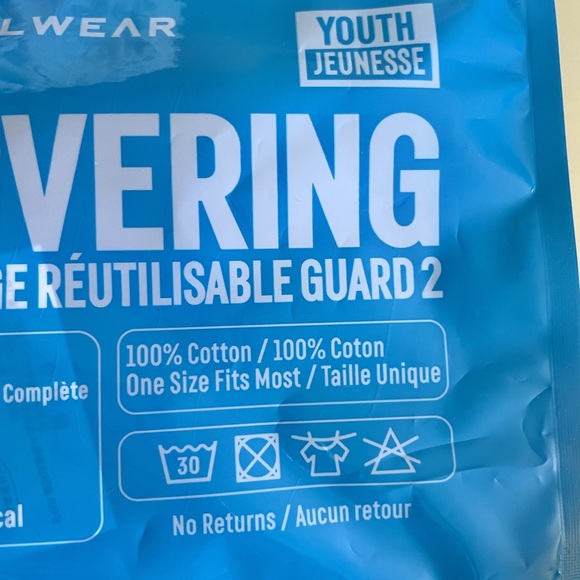 LWEAR
YOUTH
JEUNESSE
VERING
GE RÉUTILISABLE GUARD 2
100% Cotton / 100% Coton
One Size Fits Most / Taille Unique
Complète
30
cal
No Returns / Aucun retour